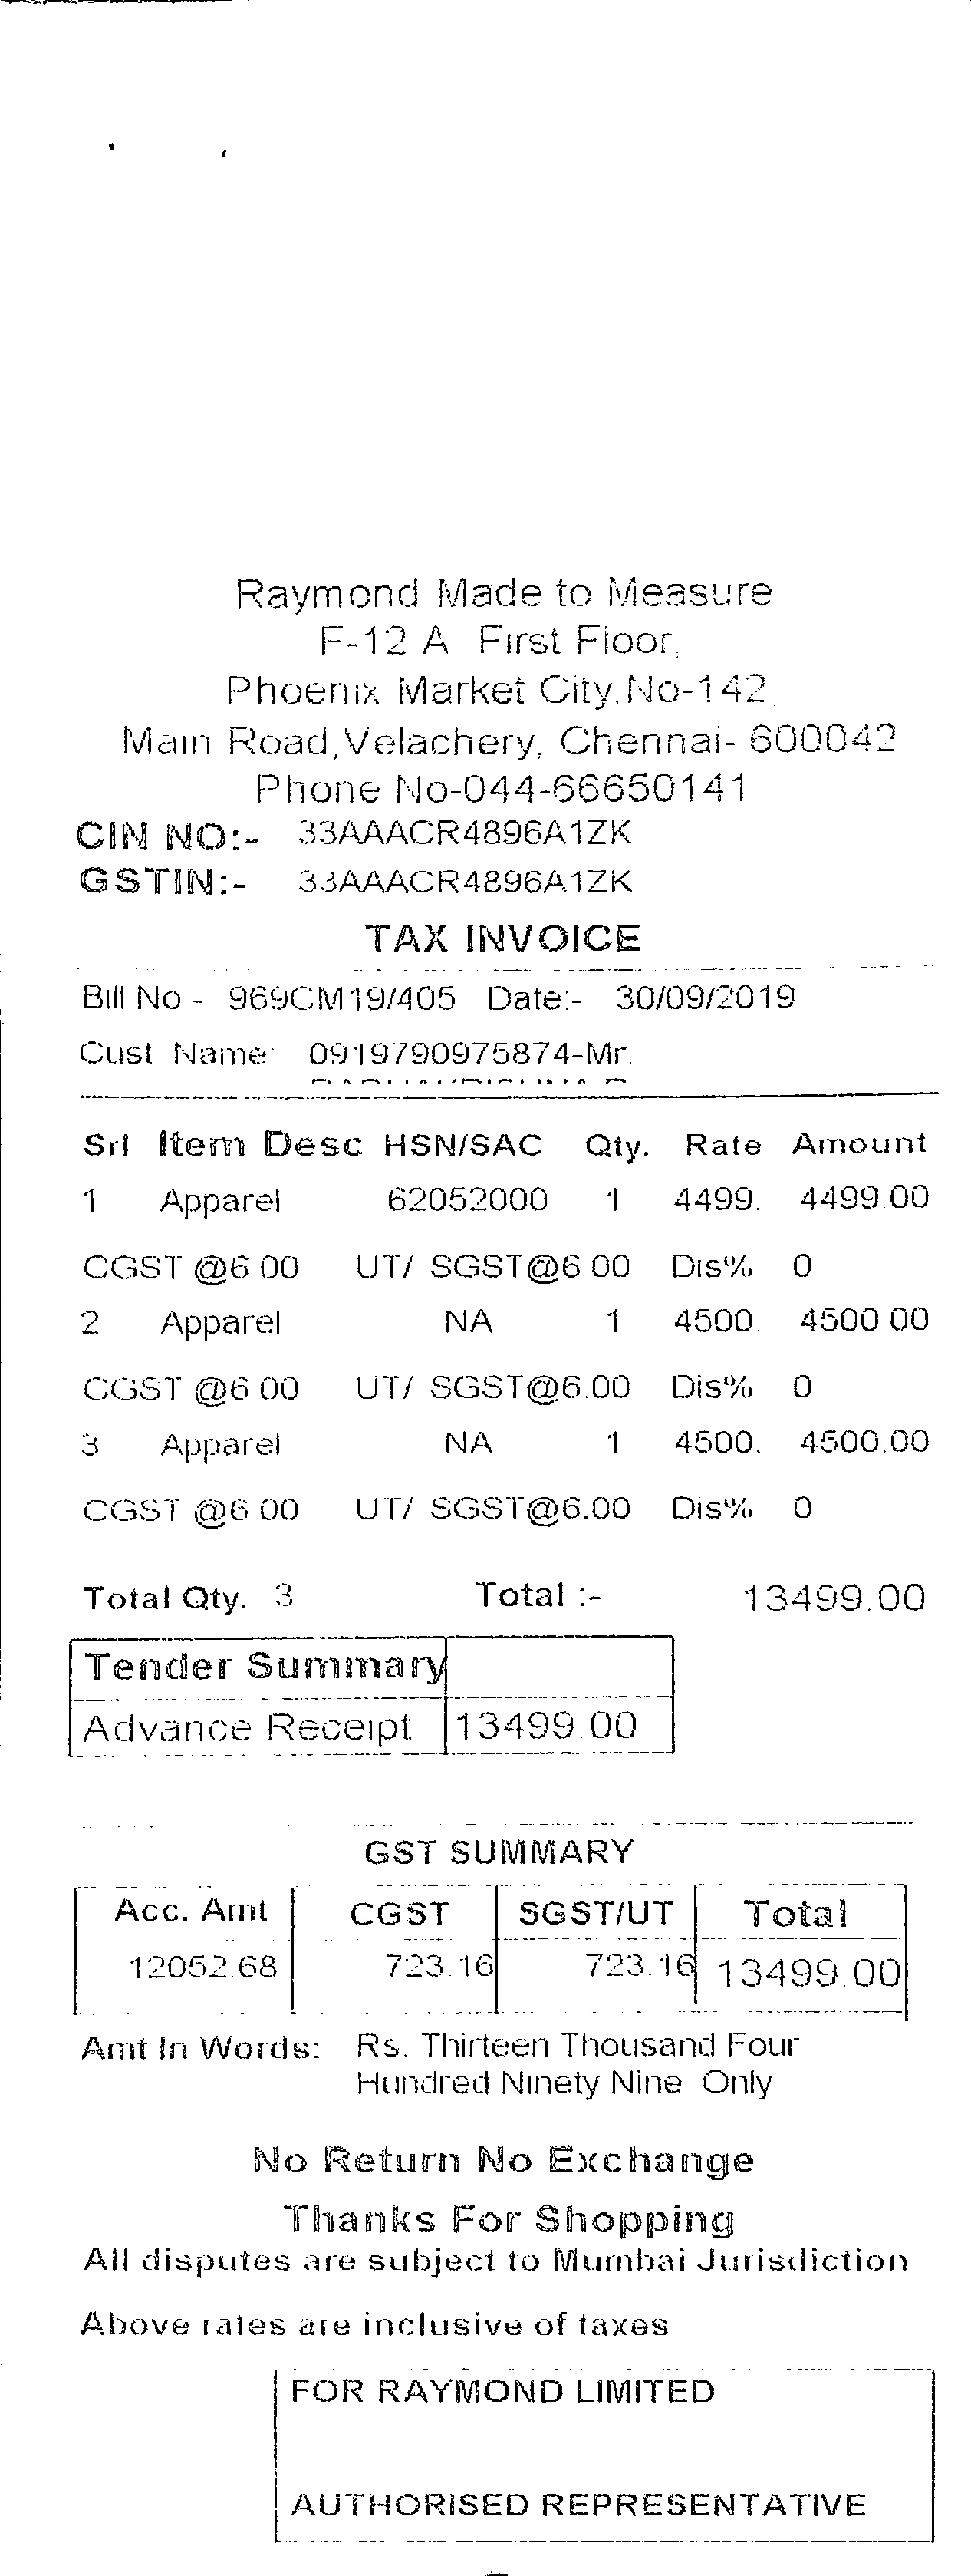 Raymond Made to Measure
F-12 A First Floor,
Phoenix Market City,No-142,
Main Road,Velachery, Chennai- 600042
Phone No-044-66650141
CIN NO:- 33AAACR4896A1ZK
GSTIN:- 33AAACR4896A1ZK
TAX INVOICE
Bill No - 969CM19/405 Date:- 30/09/2019
Cust Name: 0919790975874-Mr.
Srl Item Desc HSN/SAC Qty. Rate Amount
1 Apparel 62052000 1 4499. 4499.00
CGST @6.00 UT/ SGST@6.00 Dis% 0
2 Apparel NA 1 4500. 4500.00
CGST @6.00 UT/ SGST@6.00 Dis% 0
3 Apparel NA 1 4500. 4500.00
CGST @6.00 UT/ SGST@6.00 Dis% 0
Total Qty. 3 Total :- 13499.00
Tender Summary
Advance Receipt 13499.00
GST SUMMARY
Acc. Amt CGST SGST/UT Total
12052.68 723.16 723.16 13499.00
Amt In Words: Rs. Thirteen Thousand Four
Hundred Ninety Nine Only
No Return No Exchange
Thanks For Shopping
All disputes are subject to Mumbai Jurisdiction
Above rates are inclusive of taxes
FOR RAYMOND LIMITED
AUTHORISED REPRESENTATIVE